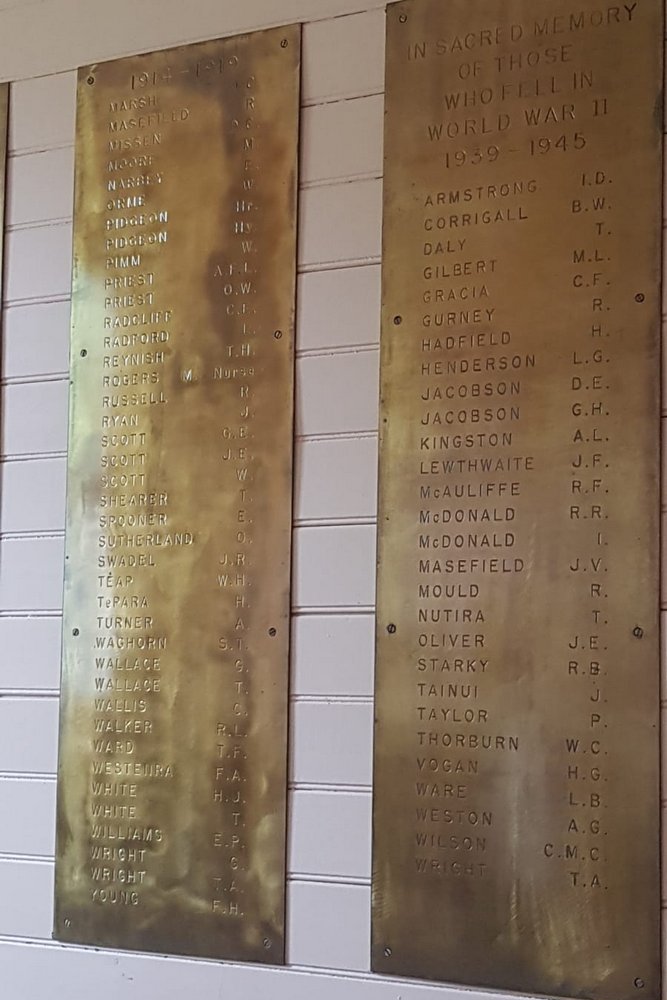 1914 - 1919
MARSH C
MASEFIELD R
MISSEN
MOORE M
NARBEY
ORME W
PIDGEON Hr.
PIDGEON Hy.
PIMM W.
PRIEST A.F.L.
PRIEST O.W.
RADCLIFF
RADFORD
REYNISH T.H.
ROGERS M. Nurse
RUSSELL R.
RYAN J.
SCOTT G.E.
SCOTT J.E.
SCOTT W.
SHEARER T.
SPOONER E.
SUTHERLAND O.
SWADEL J.R.
TEAP W.H.
TePARA H.
TURNER A.
WAGHORN S.T.
WALLACE G.
WALLACE T.
WALLIS C.
WALKER R.L.
WARD T.F.
WESTENRA F.A.
WHITE H.J.
WHITE T.
WILLIAMS E.P.
WRIGHT G.
WRIGHT T.A.
YOUNG F.H.
IN SACRED MEMORY
OF THOSE
WHO FELL IN
WORLD WAR II
1939 - 1945
ARMSTRONG I.D.
CORRIGALL B.W.
DALY T.
GILBERT M.L.
GRACIA C.F.
GURNEY R.
HADFIELD H.
HENDERSON L.G.
JACOBSON D.E.
JACOBSON G.H.
KINGSTON A.L.
LEWTHWAITE J.F.
McAULIFFE R.F.
McDONALD R.R.
McDONALD I.
MASEFIELD J.V.
MOULD R.
NUTIRA T.
OLIVER J.E.
STARKY R.B.
TAINUI J.
TAYLOR P.
THORBURN W.C.
VOGAN H.G.
WARE L.B.
WESTON A.G.
WILSON C.M.C.
WRIGHT T.A.